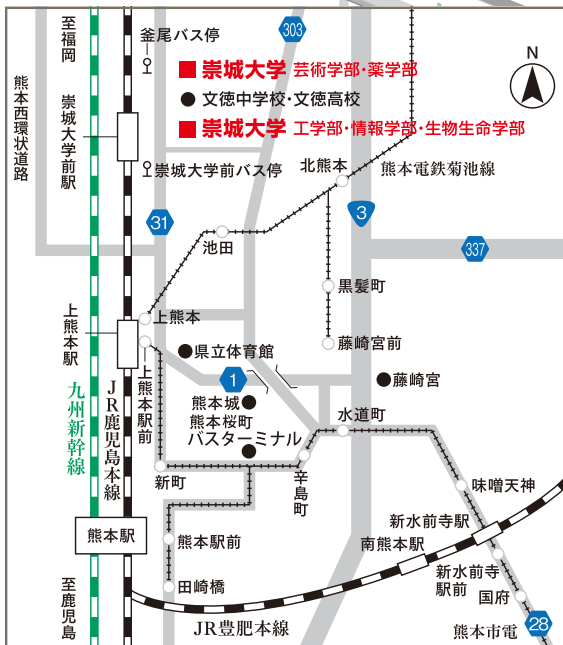 至福岡
釜尾バス停
303
N
崇城大学 芸術学部・薬学部
文徳中学校・文徳高校
崇城大学 工学部・情報学部・生物生命学部
熊本西環状道路
崇城大学前駅
崇城大学前バス停
北熊本
熊本電鉄菊池線
31
3
池田
337
黒髪町
上熊本
上熊本駅
藤崎宮前
県立体育館
上熊本駅前
1
藤崎宮
九州新幹線
JR鹿児島本線
熊本城
熊本桜町
バスターミナル
水道町
新町
辛島町
味噌天神
熊本駅
熊本駅前
新水前寺駅
南熊本駅
新水前寺
駅前
至鹿児島
田崎橋
国府
JR豊肥本線
熊本市電
28